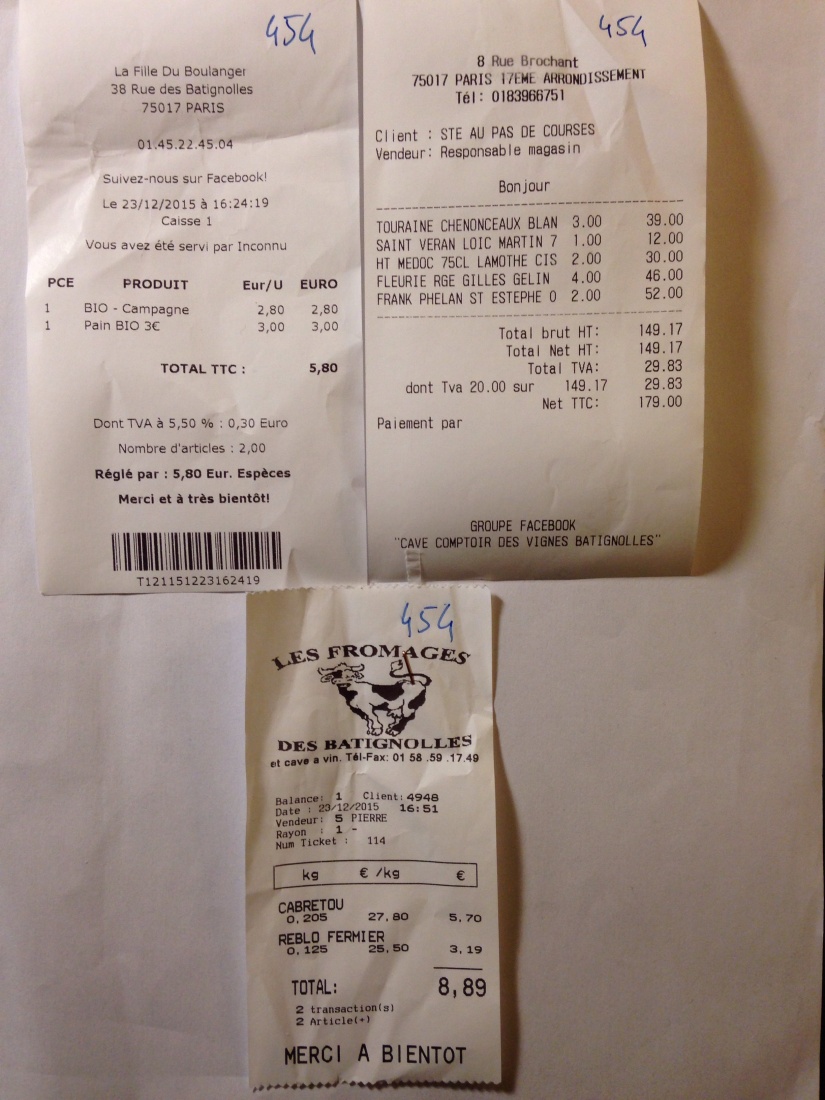 454
La Fille Du Boulanger
38 Rue des Batignolles
75017 PARIS
01.45.22.45.04
Suivez-nous sur Facebook!
Le 23/12/2015 à 16:24:19
Caisse 1
Vous avez été servi par Inconnu
PCE PRODUIT Eur/U EURO
1 BIO - Campagne 2,80 2,80
1 Pain BIO 3€ 3,00 3,00
TOTAL TTC : 5,80
Dont TVA à 5,50 % : 0,30 Euro
Nombre d'articles : 2,00
Réglé par : 5,80 Eur. Espèces
Merci et à très bientôt!
T121151223162419
454
8 Rue Brochant
75017 PARIS 17EME ARRONDISSEMENT
Tél: 0183966751
Client : STE AU PAS DE COURSES
Vendeur: Responsable magasin
Bonjour
TOURAINE CHENONCEAUX BLAN 3.00 39.00
SAINT VERAN LOIC MARTIN 7 1.00 12.00
HT MEDOC 75CL LAMOTHE CIS 2.00 30.00
FLEURIE RGE GILLES GELIN 4.00 46.00
FRANK PHELAN ST ESTEPHE 0 2.00 52.00
Total brut HT: 149.17
Total Net HT: 149.17
Total TVA: 29.83
dont Tva 20.00 sur 149.17 29.83
Net TTC: 179.00
Paiement par
GROUPE FACEBOOK
"CAVE COMPTOIR DES VIGNES BATIGNOLLES"
454
LES FROMAGES
DES BATIGNOLLES
et cave a vin. Tél-Fax: 01 58 .59 .17.49
Balance: 1 Client: 4948
Date : 23/12/2015 16:51
Vendeur: 5 PIERRE
Rayon : 1 -
Num Ticket : 114
kg € /kg €
CABRETOU
0,205 27,80 5,70
REBLO FERMIER
0,125 25,50 3,19
TOTAL: 8,89
2 transaction(s)
2 Article(+)
MERCI A BIENTOT